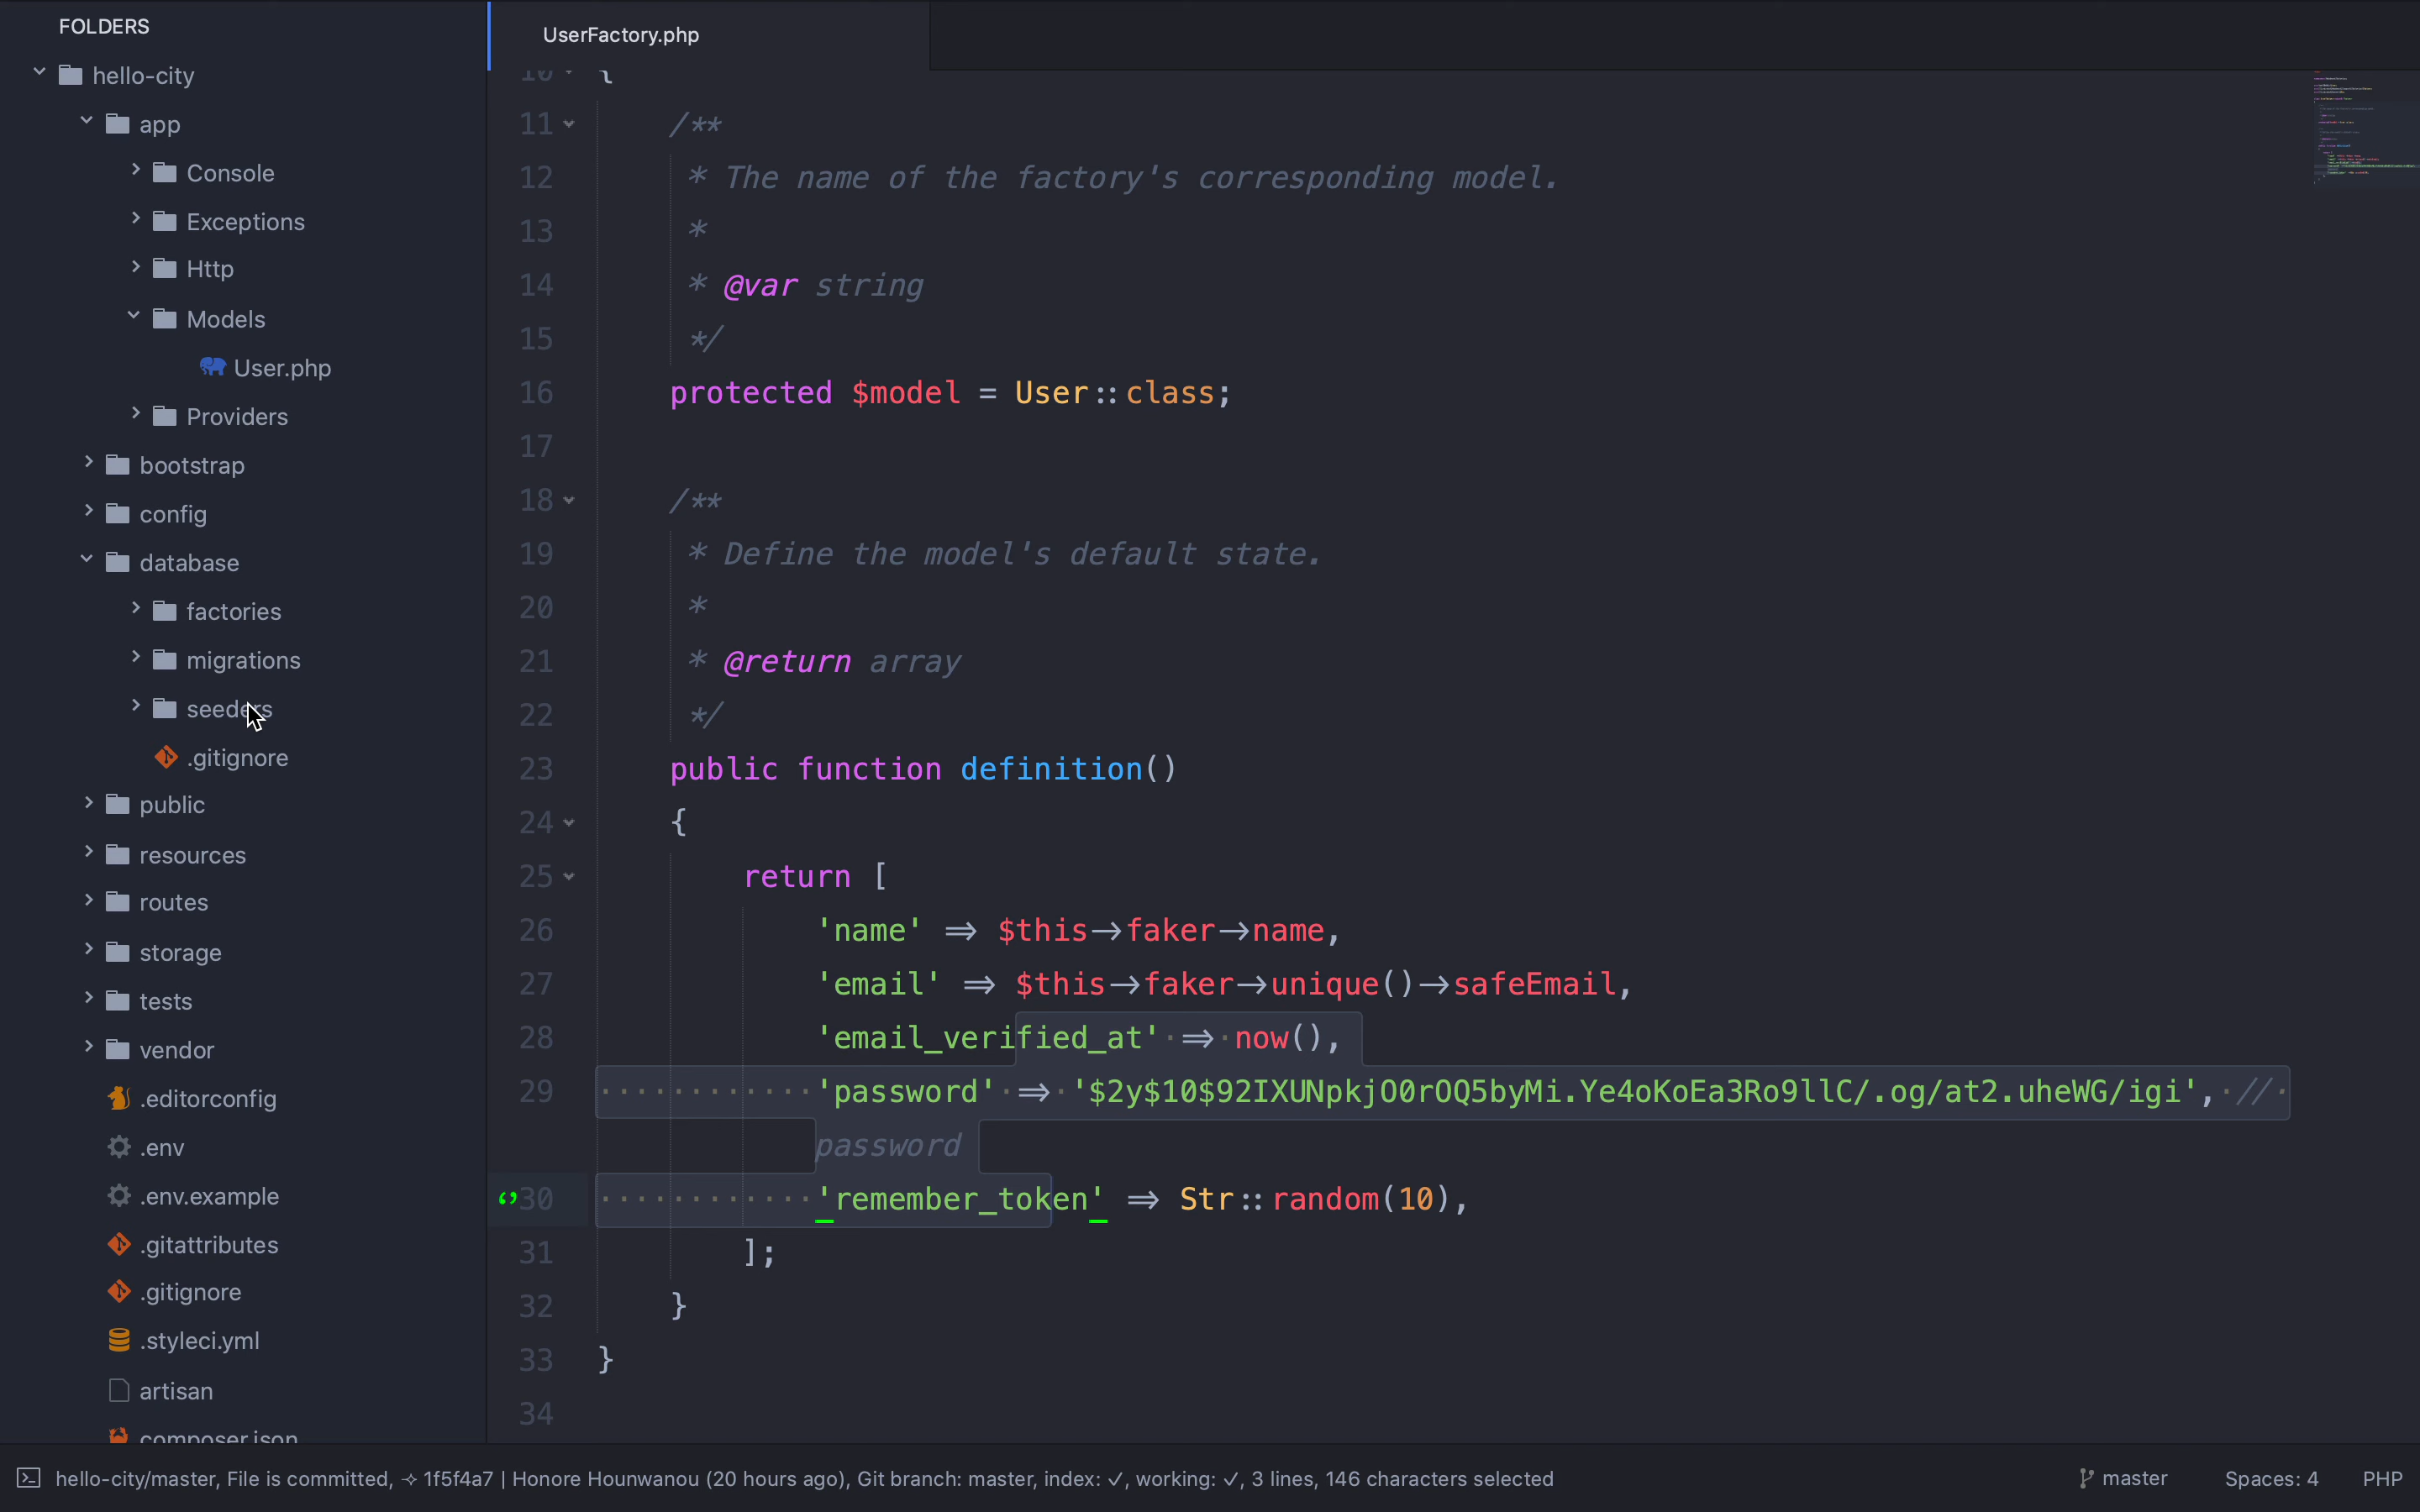 FOLDERS
hello-city
app
Console
Exceptions
Http
Models
User.php
Providers
bootstrap
config
database
factories
migrations
seeders
.gitignore
public
resources
routes
storage
tests
vendor
.editorconfig
.env
.env.example
.gitattributes
.gitignore
.styleci.yml
artisan
composer.json
UserFactory.php
10 {
11 /**
12 * The name of the factory's corresponding model.
13 *
14 * @var string
15 */
16 protected $model = User::class;
17
18 /**
19 * Define the model's default state.
20 *
21 * @return array
22 */
23 public function definition()
24 {
25 return [
26 'name' => $this->faker->name,
27 'email' => $this->faker->unique()->safeEmail,
28 'email_verified_at' => now(),
29 'password' => '$2y$10$92IXUNpkjO0rOQ5byMi.Ye4oKoEa3Ro9llC/.og/at2.uheWG/igi', //
password
30 'remember_token' => Str::random(10),
31 ];
32 }
33 }
34
hello-city/master, File is committed, 1f5f4a7 | Honore Hounwanou (20 hours ago), Git branch: master, index: ✓, working: ✓, 3 lines, 146 characters selected
master
Spaces: 4
PHP